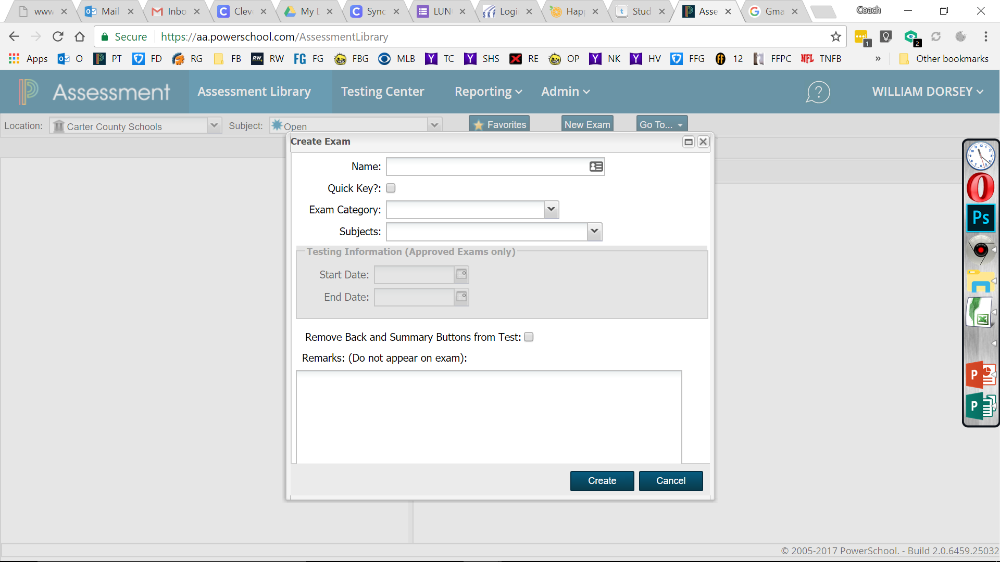 www Mail Inbo Clev My D Sync LUN Logi Hap Stud Asse Gma Coach
Secure https://aa.powerschool.com/AssessmentLibrary 1 2
Apps O PT FD RG FB RW FG FBG MLB TC SHS RE OP NK HV FFG 12 FFPC TNFB » Other bookmarks
Assessment Assessment Library Testing Center Reporting Admin ? WILLIAM DORSEY
Location: Carter County Schools Subject: Open Favorites New Exam Go To...
Create Exam
Name:
Quick Key?:
Exam Category:
Subjects:
Testing Information (Approved Exams only)
Start Date:
End Date:
Remove Back and Summary Buttons from Test:
Remarks: (Do not appear on exam):
Create Cancel
Ps
P
P
© 2005-2017 PowerSchool. - Build 2.0.6459.25032